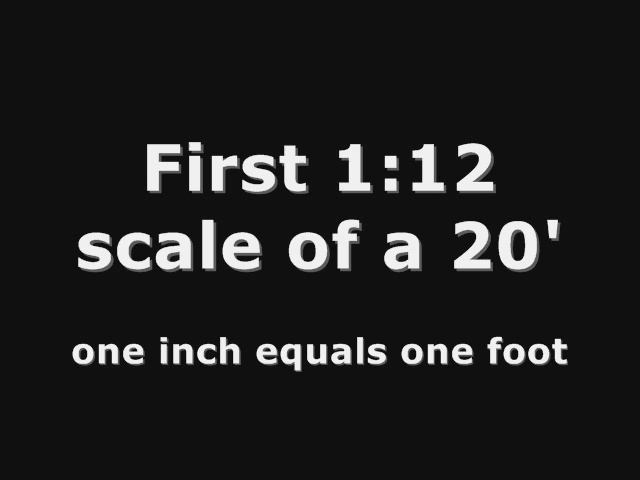 First 1:12
scale of a 20'
one inch equals one foot